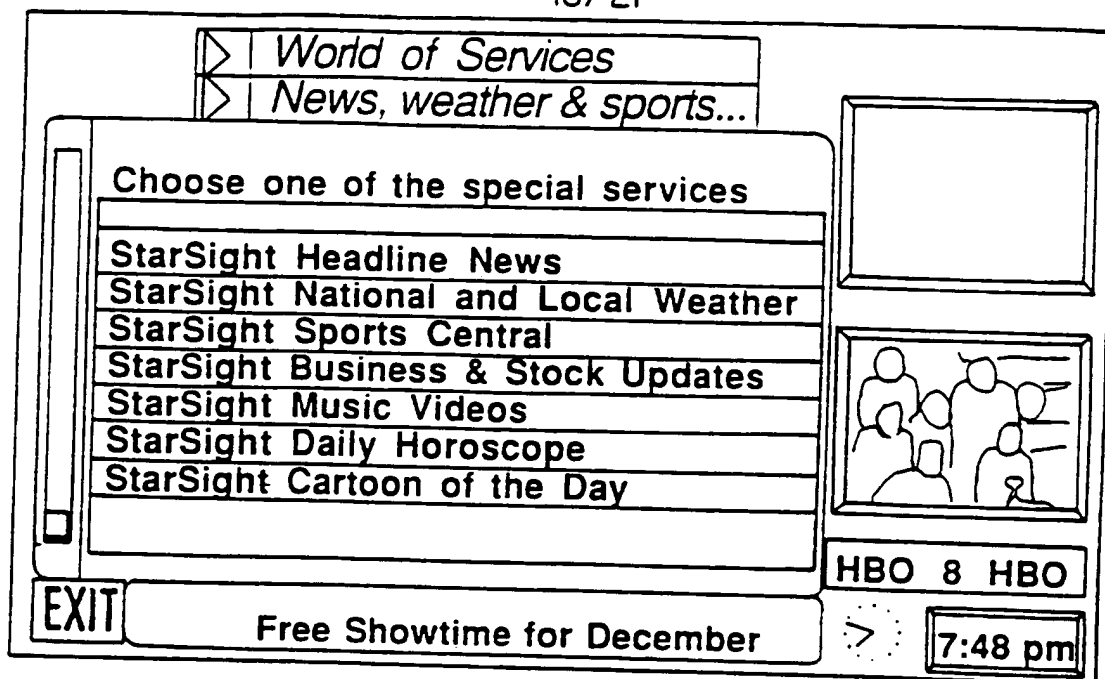 World of Services
News, weather & sports...
Choose one of the special services
StarSight Headline News
StarSight National and Local Weather
StarSight Sports Central
StarSight Business & Stock Updates
StarSight Music Videos
StarSight Daily Horoscope
StarSight Cartoon of the Day
HBO 8 HBO
EXIT
Free Showtime for December
7:48 pm